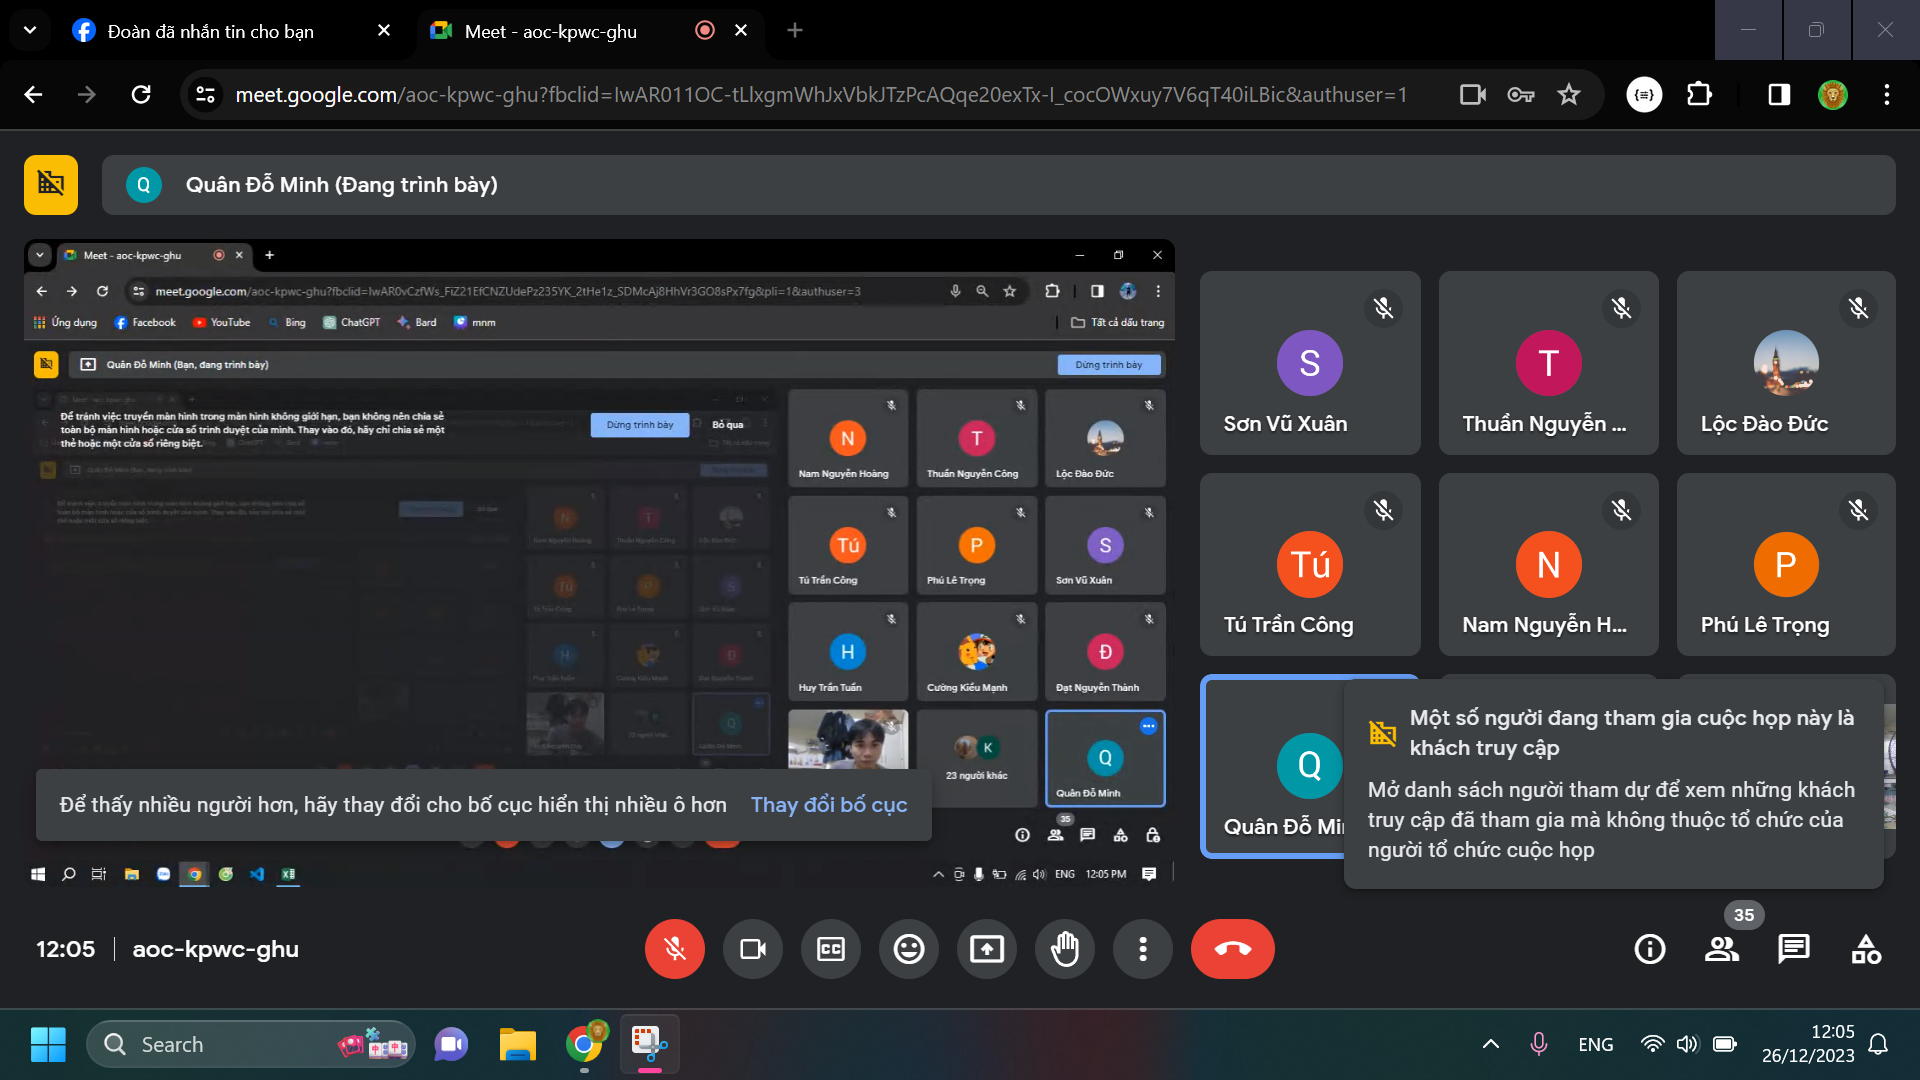 Đoàn đã nhắn tin cho bạn
Meet - aoc-kpwc-ghu
meet.google.com/aoc-kpwc-ghu?fbclid=IwAR011OC-tLlxgmWhJxVbkJTzPcAQqe20exTx-I_cocOWxuy7V6qT40iLBic&authuser=1
Q
Quân Đỗ Minh (Đang trình bày)
Meet - aoc-kpwc-ghu
meet.google.com/aoc-kpwc-ghu?fbclid=IwAR0vCzfWs_FiZ21EfCNZUdePz235YK_2tHe1z_SDMcAj8HhVr3GO8sPx7fg&pli=1&authuser=3
Ứng dụng Facebook YouTube Bing ChatGPT Bard mnm Tất cả dấu trang
Quân Đỗ Minh (Bạn, đang trình bày)
Dừng trình bày
Để tránh việc truyền màn hình trong màn hình không giới hạn, bạn không nên chia sẻ
toàn bộ màn hình hoặc cửa sổ trình duyệt của mình. Thay vào đó, hãy chỉ chia sẻ một
thẻ hoặc một cửa sổ riêng biệt.
Dừng trình bày
Bỏ qua
N
Nam Nguyễn Hoàng
T
Thuần Nguyễn Công
Lộc Đào Đức
Tú
Tú Trần Công
P
Phú Lê Trọng
S
Sơn Vũ Xuân
H
Huy Trần Tuấn
Cường Kiều Mạnh
Đ
Đạt Nguyễn Thành
K
23 người khác
Q
Quân Đỗ Minh
35
Để thấy nhiều người hơn, hãy thay đổi cho bố cục hiển thị nhiều ô hơn
Thay đổi bố cục
ENG
12:05 PM
S
Sơn Vũ Xuân
T
Thuần Nguyễn ...
Lộc Đào Đức
Tú
Tú Trần Công
N
Nam Nguyễn H...
P
Phú Lê Trọng
Q
Quân Đỗ Mi
Một số người đang tham gia cuộc họp này là
khách truy cập
Mở danh sách người tham dự để xem những khách
truy cập đã tham gia mà không thuộc tổ chức của
người tổ chức cuộc họp
12:05
aoc-kpwc-ghu
CC
35
Search
ENG
12:05
26/12/2023